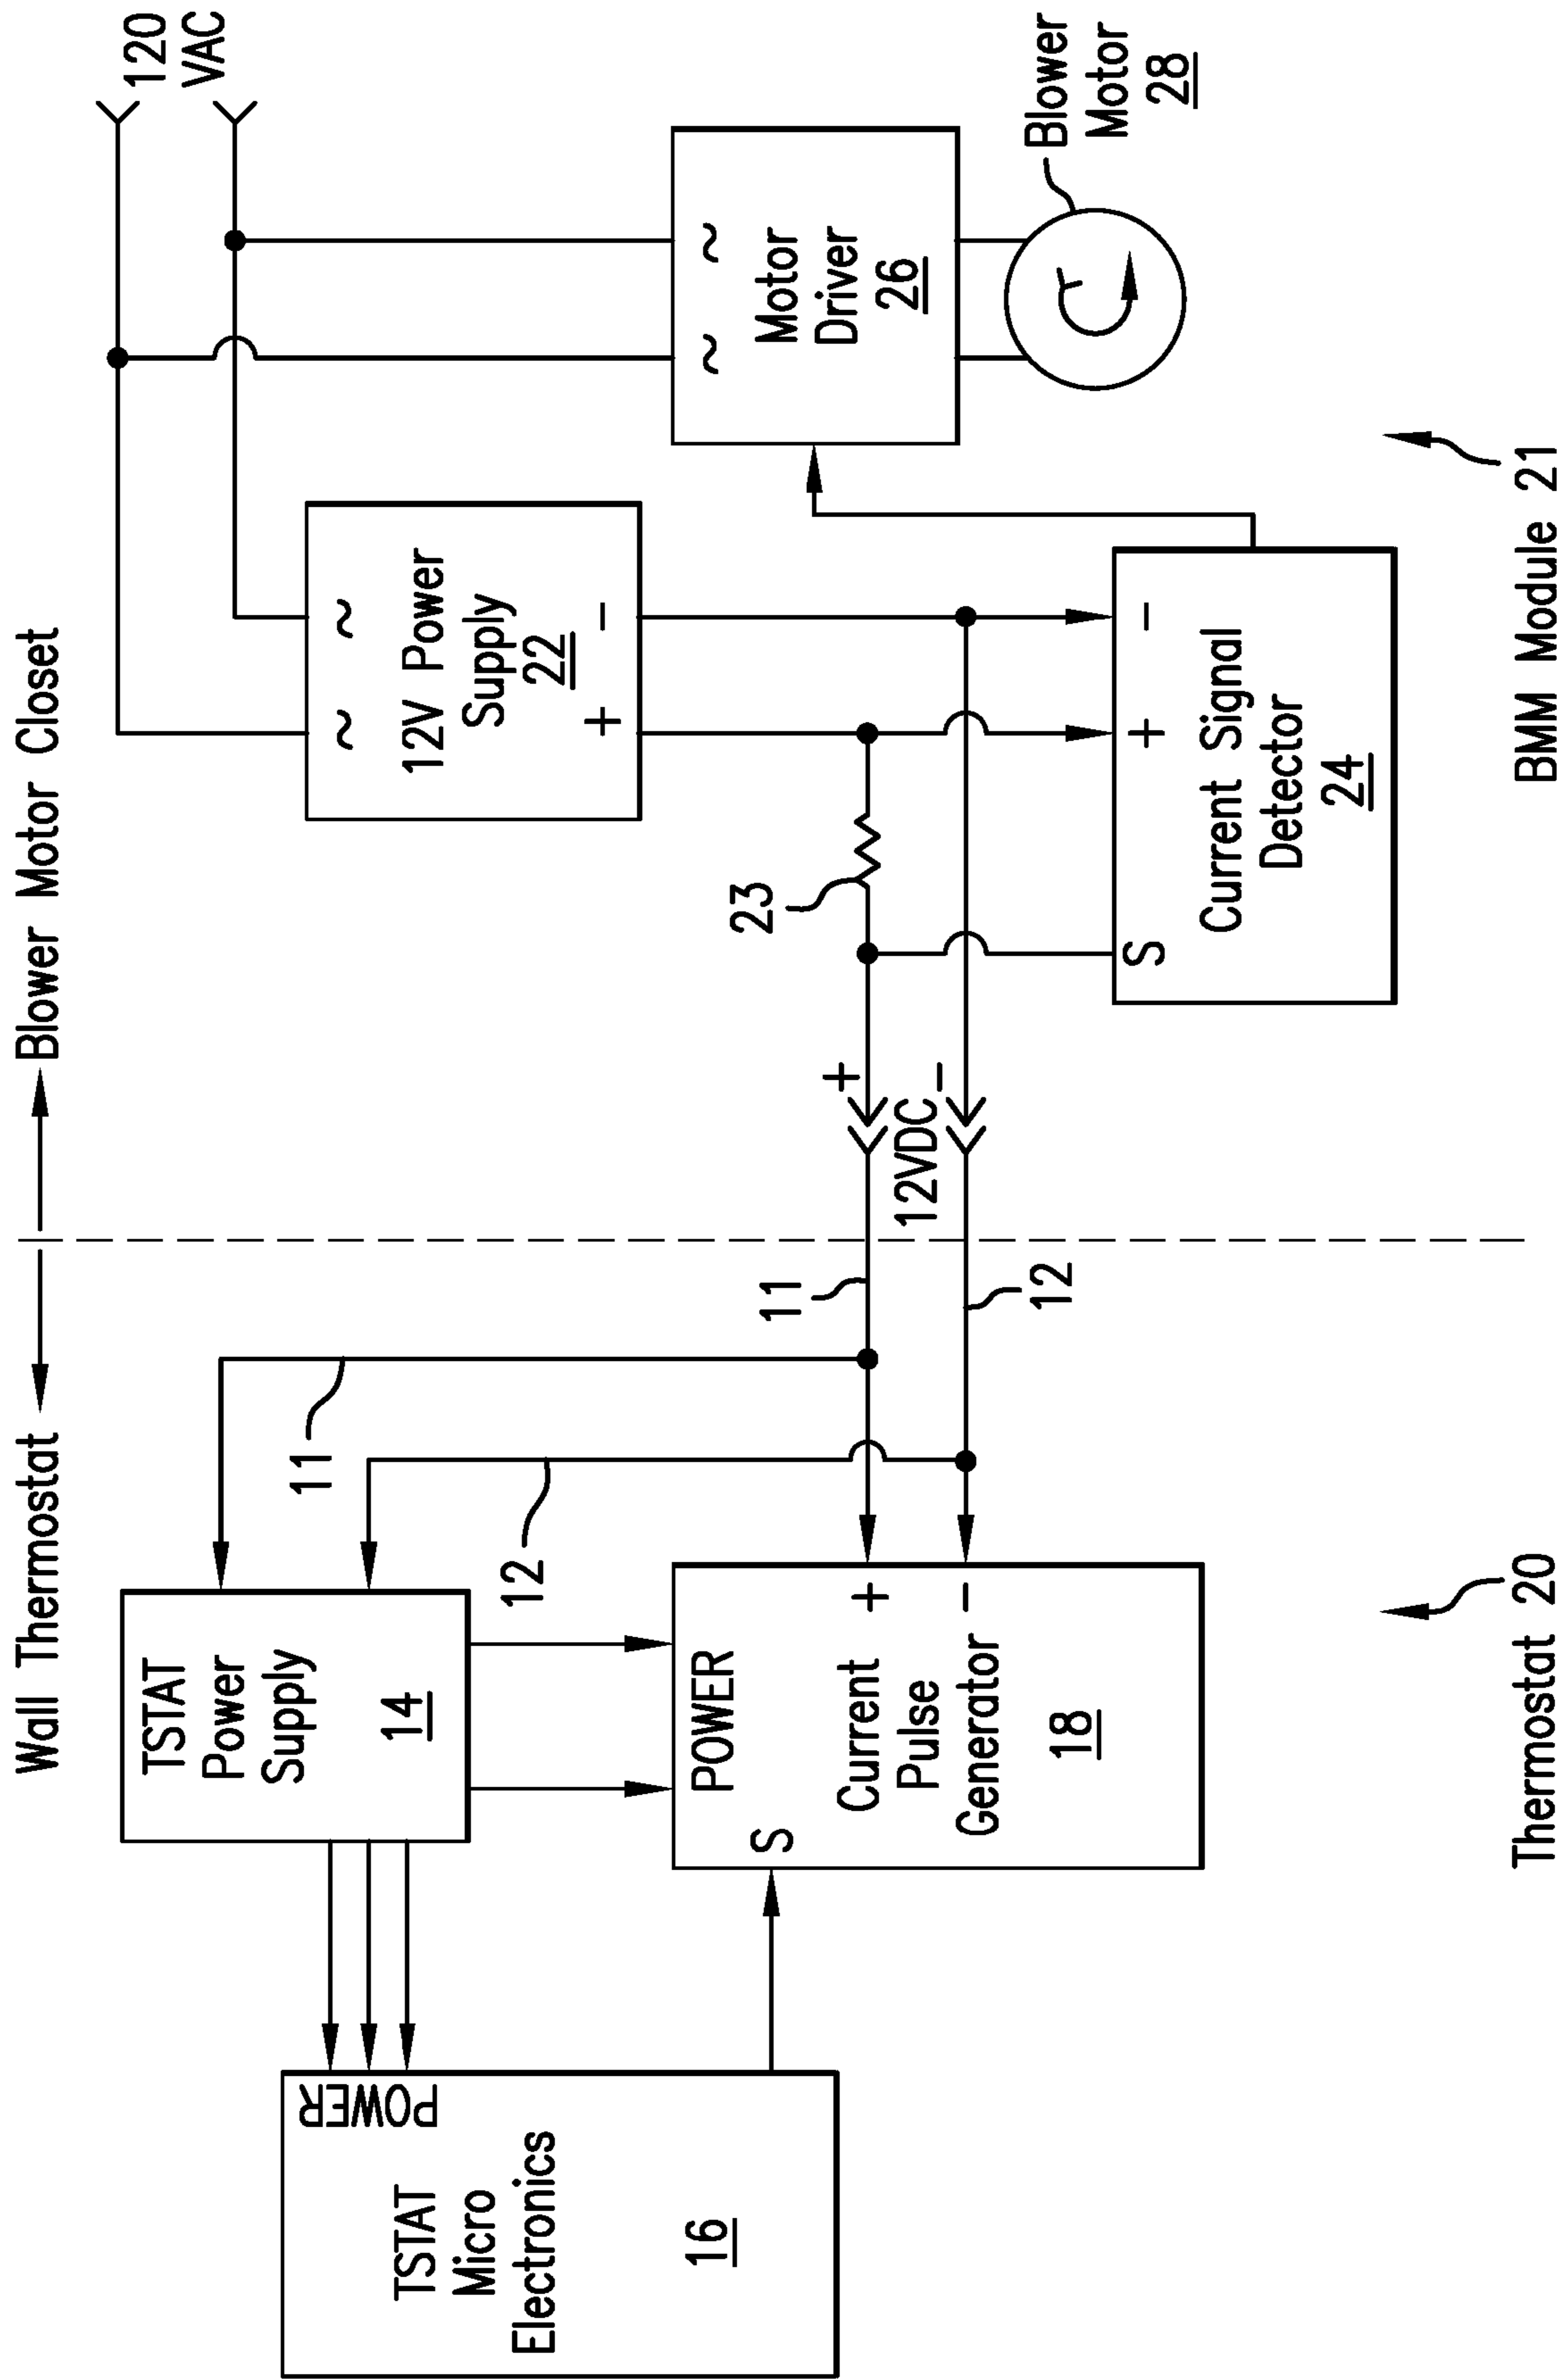 Wall Thermostat
Blower Motor Closet
120
VAC
TSTAT
Power
Supply
14
11
12
12V Power
Supply
22
~ ~
+ -
TSTAT
Micro
Electronics
16
POWER
POWER
S
Current
Pulse
Generator
18
+
-
11
12
+
12VDC
-
23
S
+
-
Current Signal
Detector
24
~ ~
Motor
Driver
26
Blower
Motor
28
Thermostat 20
BMM Module 21